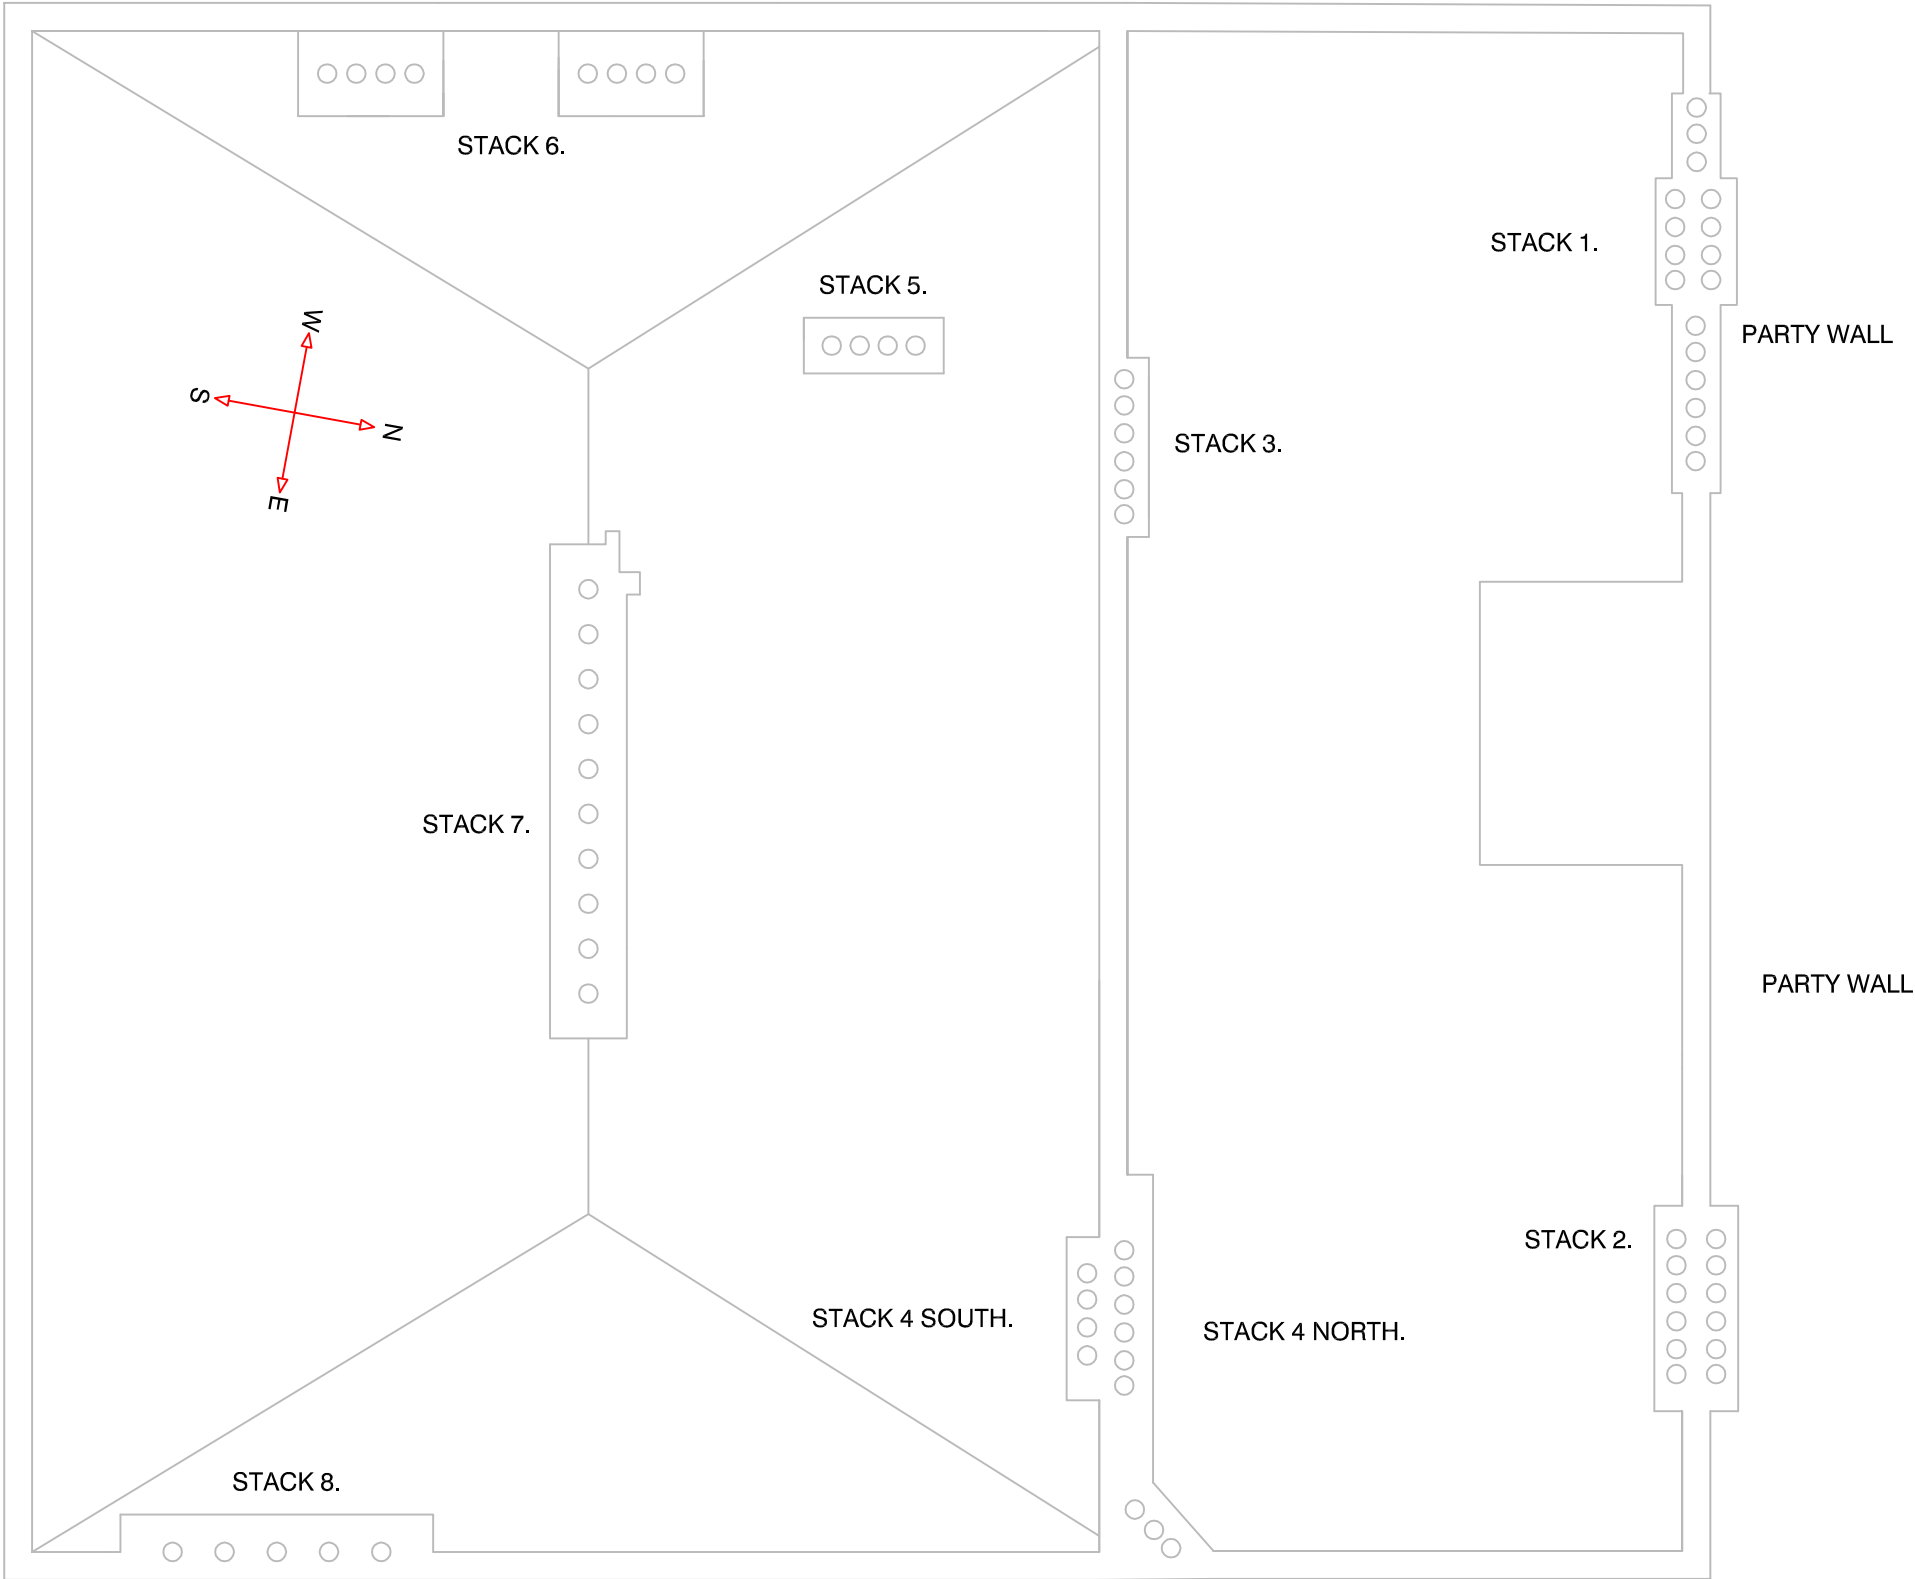 STACK 6.
STACK 1.
STACK 5.
W
PARTY WALL
S
N
STACK 3.
E
STACK 7.
PARTY WALL
STACK 2.
STACK 4 SOUTH.
STACK 4 NORTH.
STACK 8.